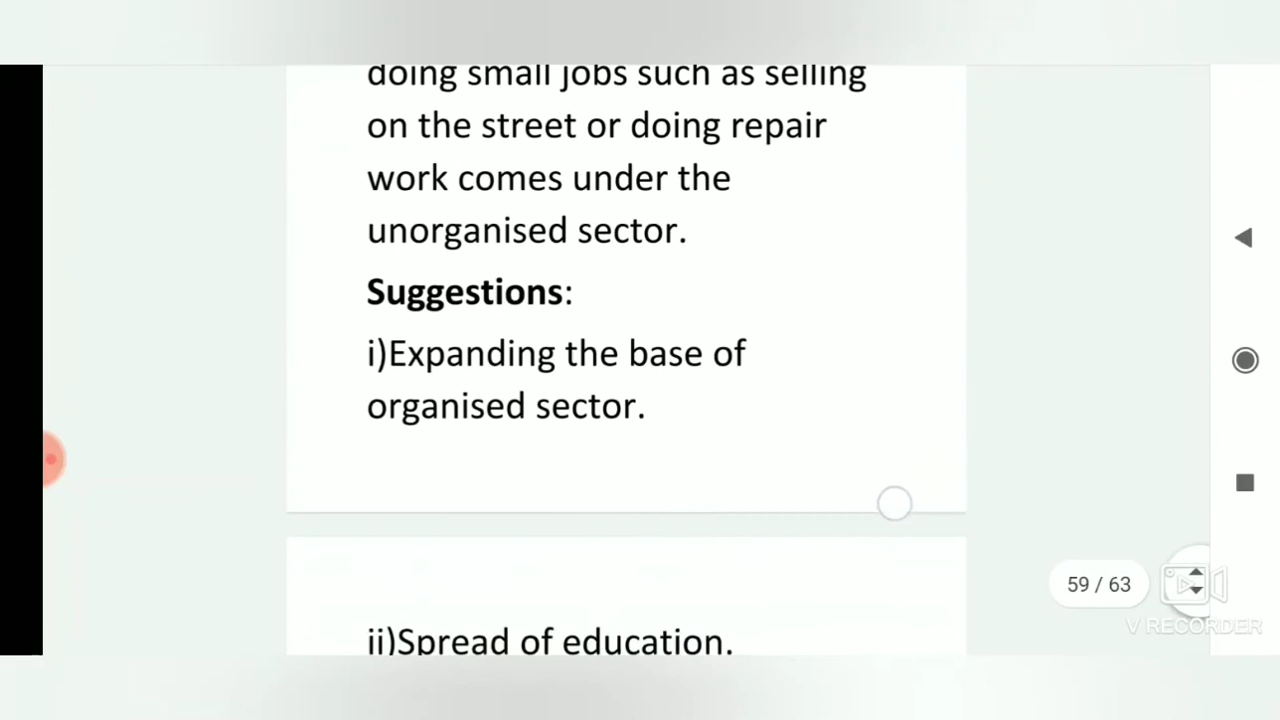 doing small jobs such as selling
on the street or doing repair
work comes under the
unorganised sector.
Suggestions:
i)Expanding the base of
organised sector.
59 / 63
V RECORDER
ii)Spread of education.